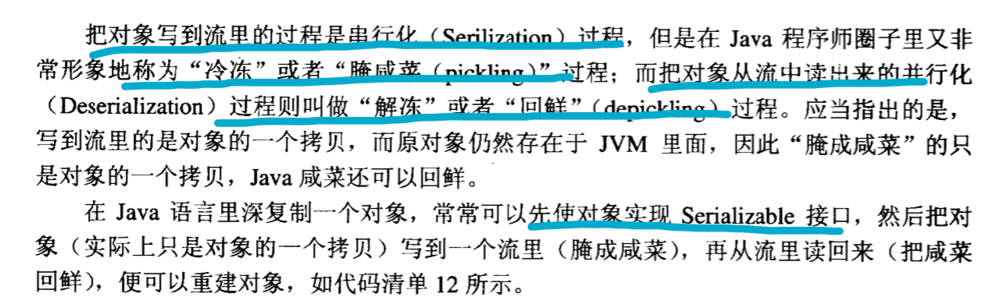 把对象写到流里的过程是串行化（Serilization）过程，但是在 Java 程序师圈子里又非
常形象地称为“冷冻”或者“腌咸菜（pickling）”过程；而把对象从流中读出来的并行化
（Deserialization）过程则叫做“解冻”或者“回鲜”（depickling）过程。应当指出的是，
写到流里的是对象的一个拷贝，而原对象仍然存在于 JVM 里面，因此“腌成咸菜”的只
是对象的一个拷贝，Java 咸菜还可以回鲜。
在 Java 语言里深复制一个对象，常常可以先使对象实现 Serializable 接口，然后把对
象（实际上只是对象的一个拷贝）写到一个流里（腌成咸菜），再从流里读回来（把咸菜
回鲜），便可以重建对象，如代码清单 12 所示。